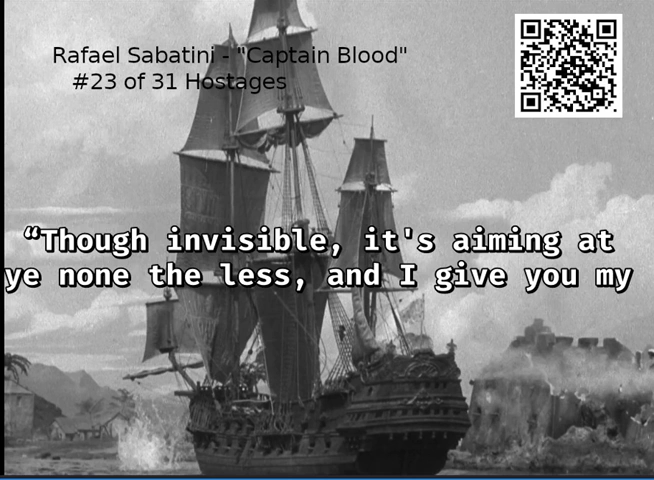 Rafael Sabatini - "Captain Blood"
#23 of 31 Hostages
“Though invisible, it's aiming at
ye none the less, and I give you my